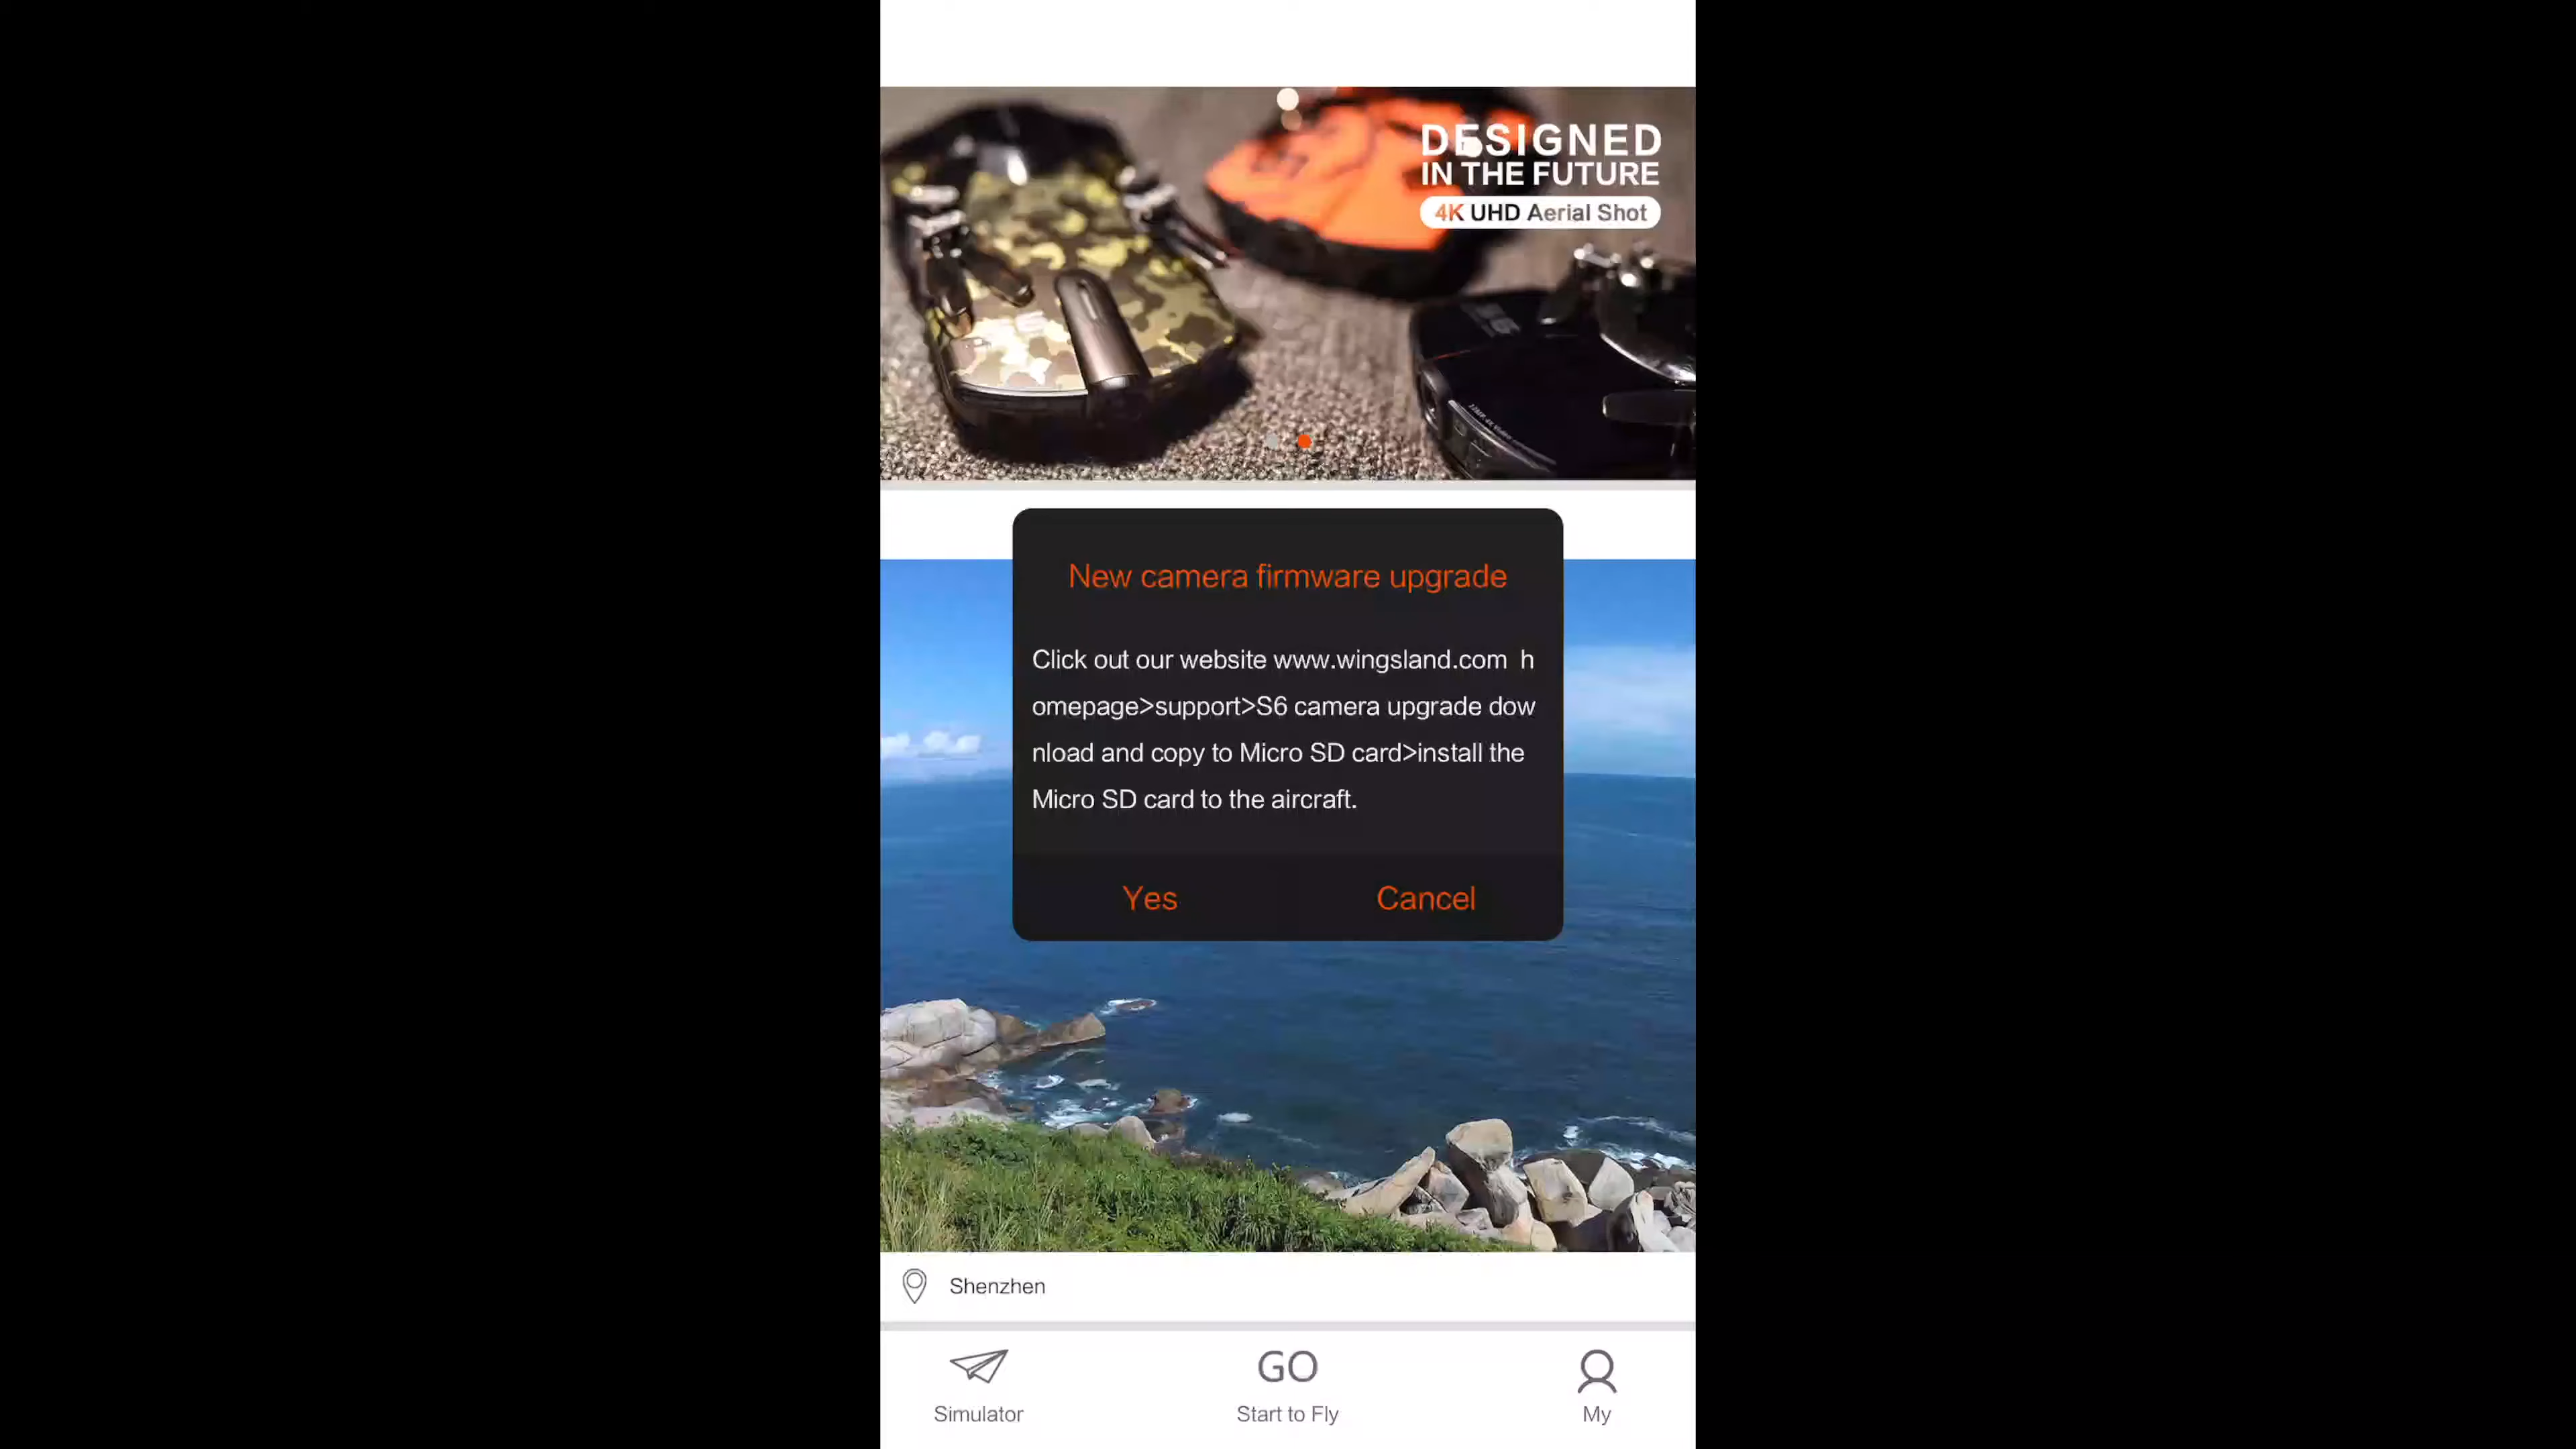 DESIGNED
IN THE FUTURE
4K UHD Aerial Shot
New camera firmware upgrade
Click out our website www.wingsland.com h
omepage>support>S6 camera upgrade dow
nload and copy to Micro SD card>install the
Micro SD card to the aircraft.
Yes Cancel
Shenzhen
GO
Simulator Start to Fly My